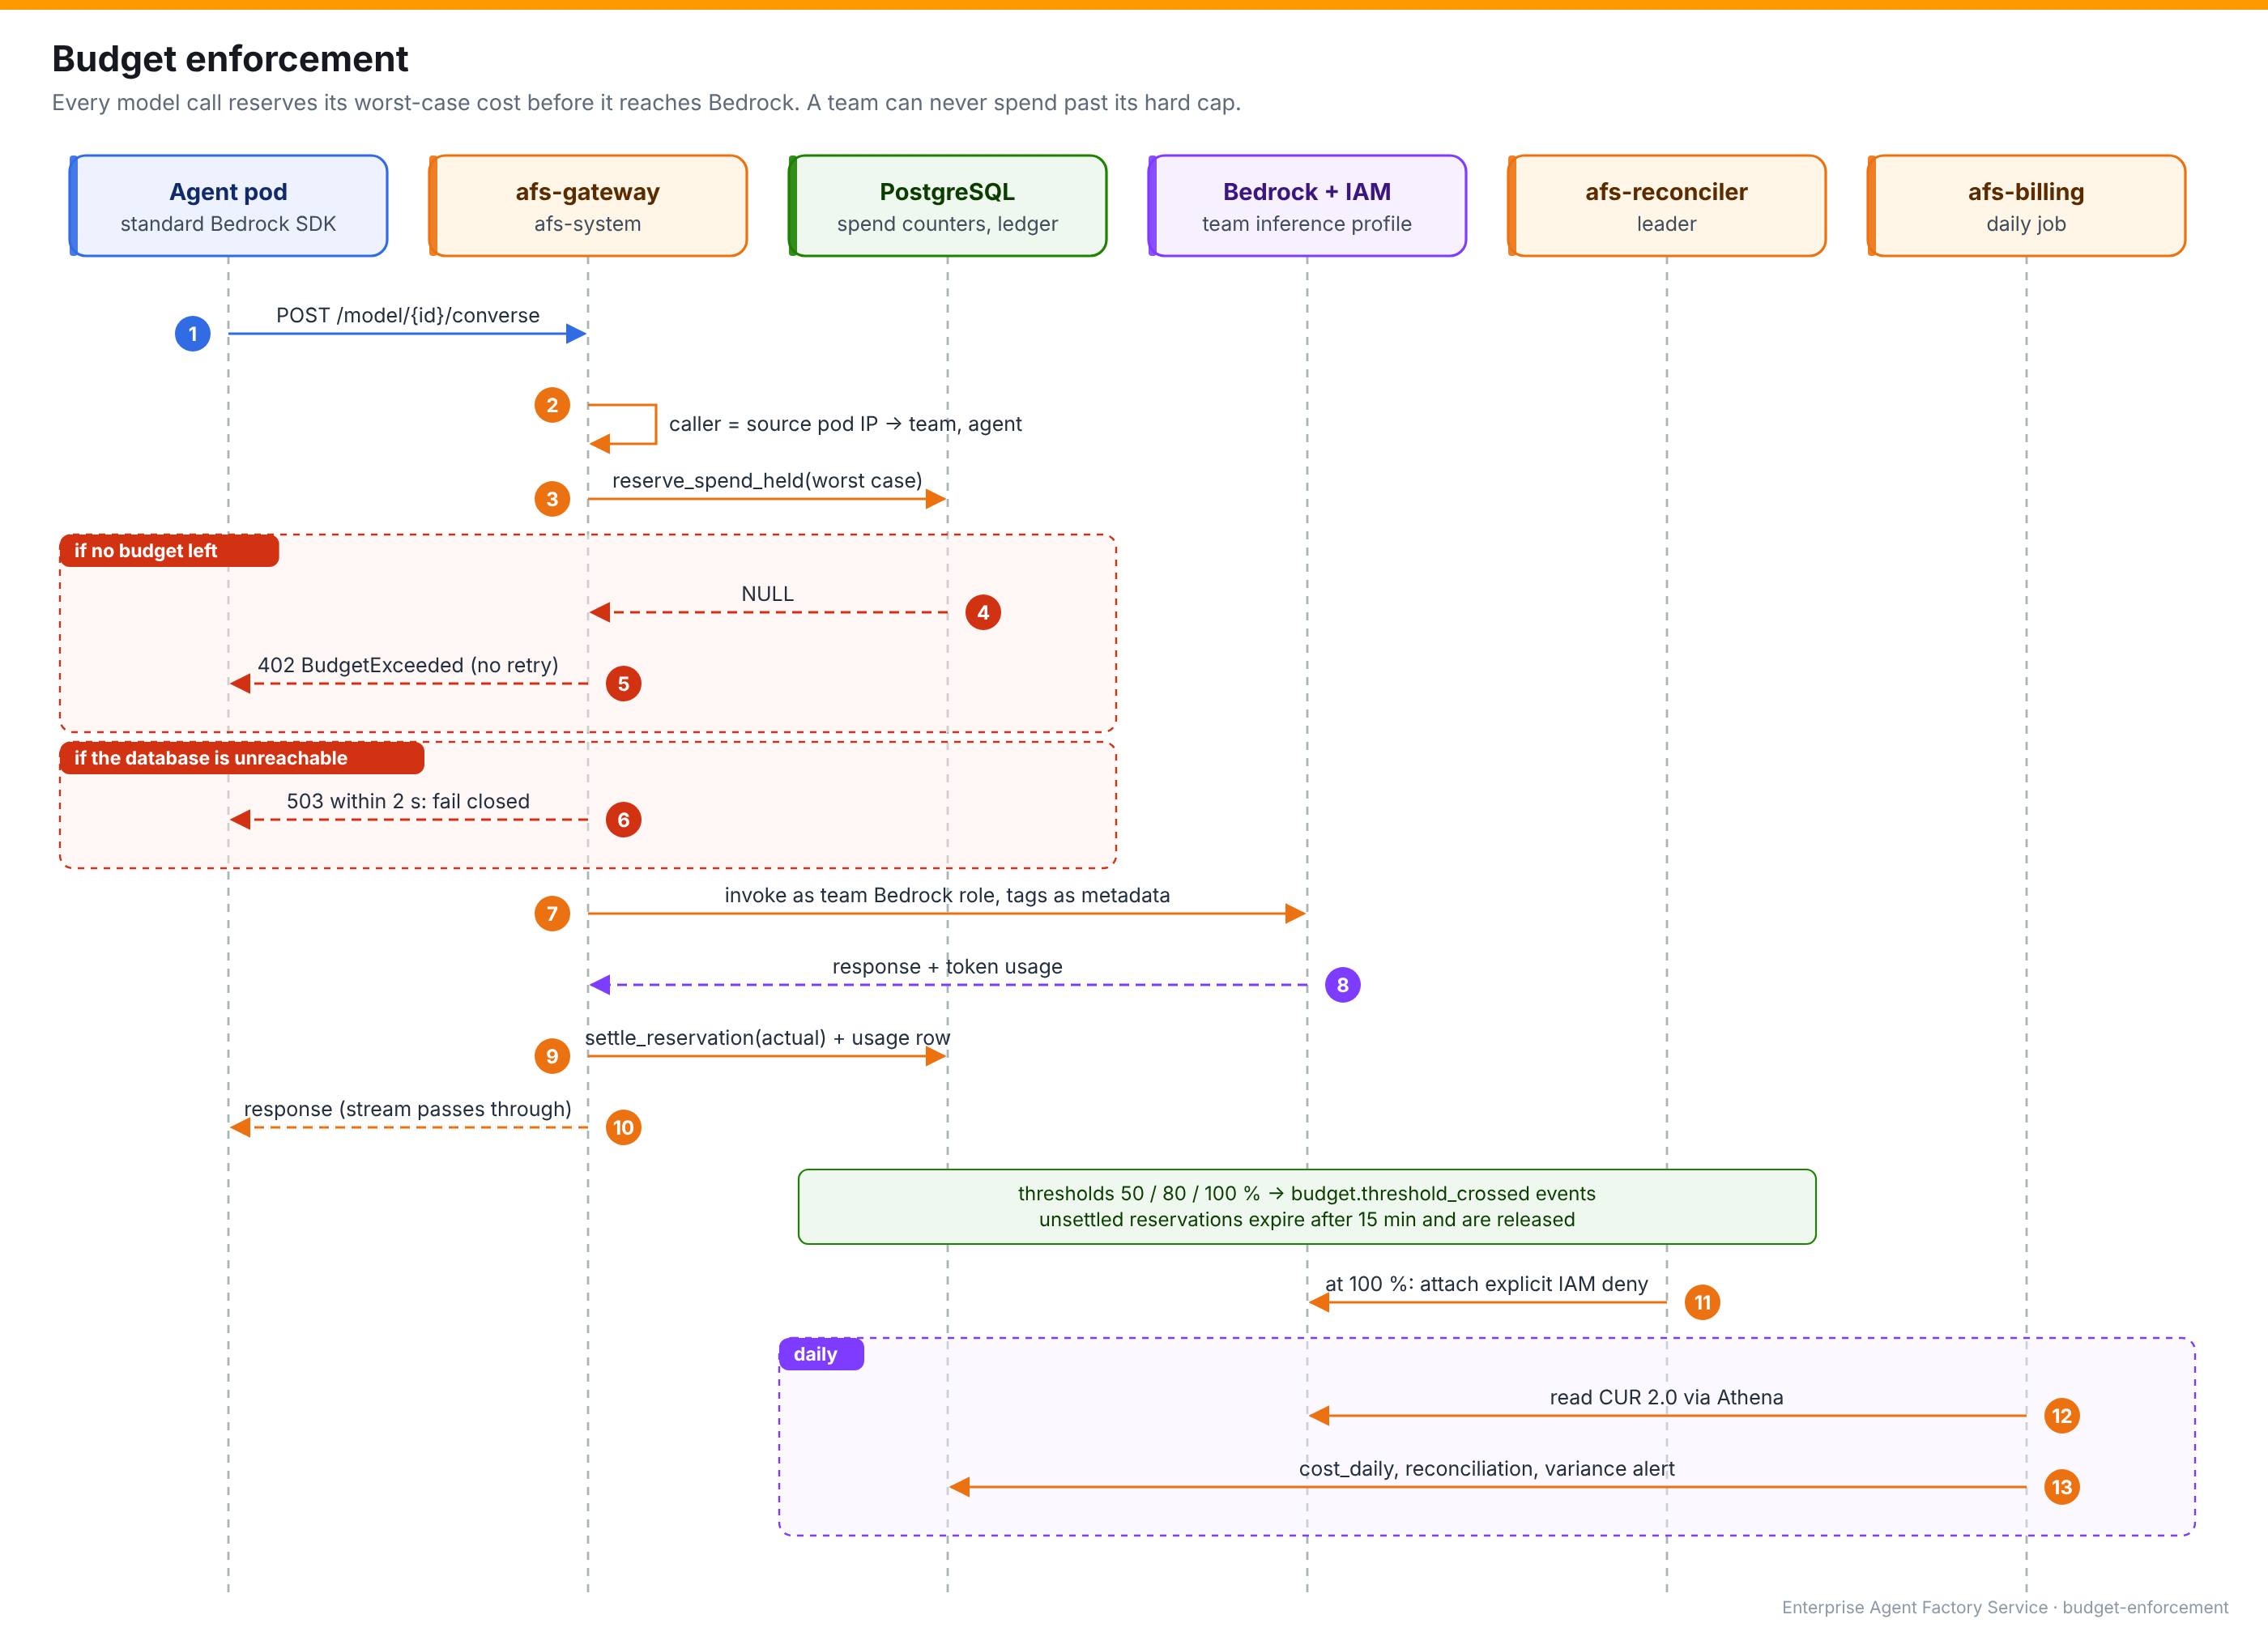 Budget enforcement
Every model call reserves its worst-case cost before it reaches Bedrock. A team can never spend past its hard cap.
Agent pod
standard Bedrock SDK
afs-gateway
afs-system
PostgreSQL
spend counters, ledger
Bedrock + IAM
team inference profile
afs-reconciler
leader
afs-billing
daily job
1
POST /model/{id}/converse
2
caller = source pod IP → team, agent
3
reserve_spend_held(worst case)
if no budget left
NULL
4
402 BudgetExceeded (no retry)
5
if the database is unreachable
503 within 2 s: fail closed
6
7
invoke as team Bedrock role, tags as metadata
response + token usage
8
9
settle_reservation(actual) + usage row
response (stream passes through)
10
thresholds 50 / 80 / 100 % → budget.threshold_crossed events
unsettled reservations expire after 15 min and are released
at 100 %: attach explicit IAM deny
11
daily
read CUR 2.0 via Athena
12
cost_daily, reconciliation, variance alert
13
Enterprise Agent Factory Service · budget-enforcement